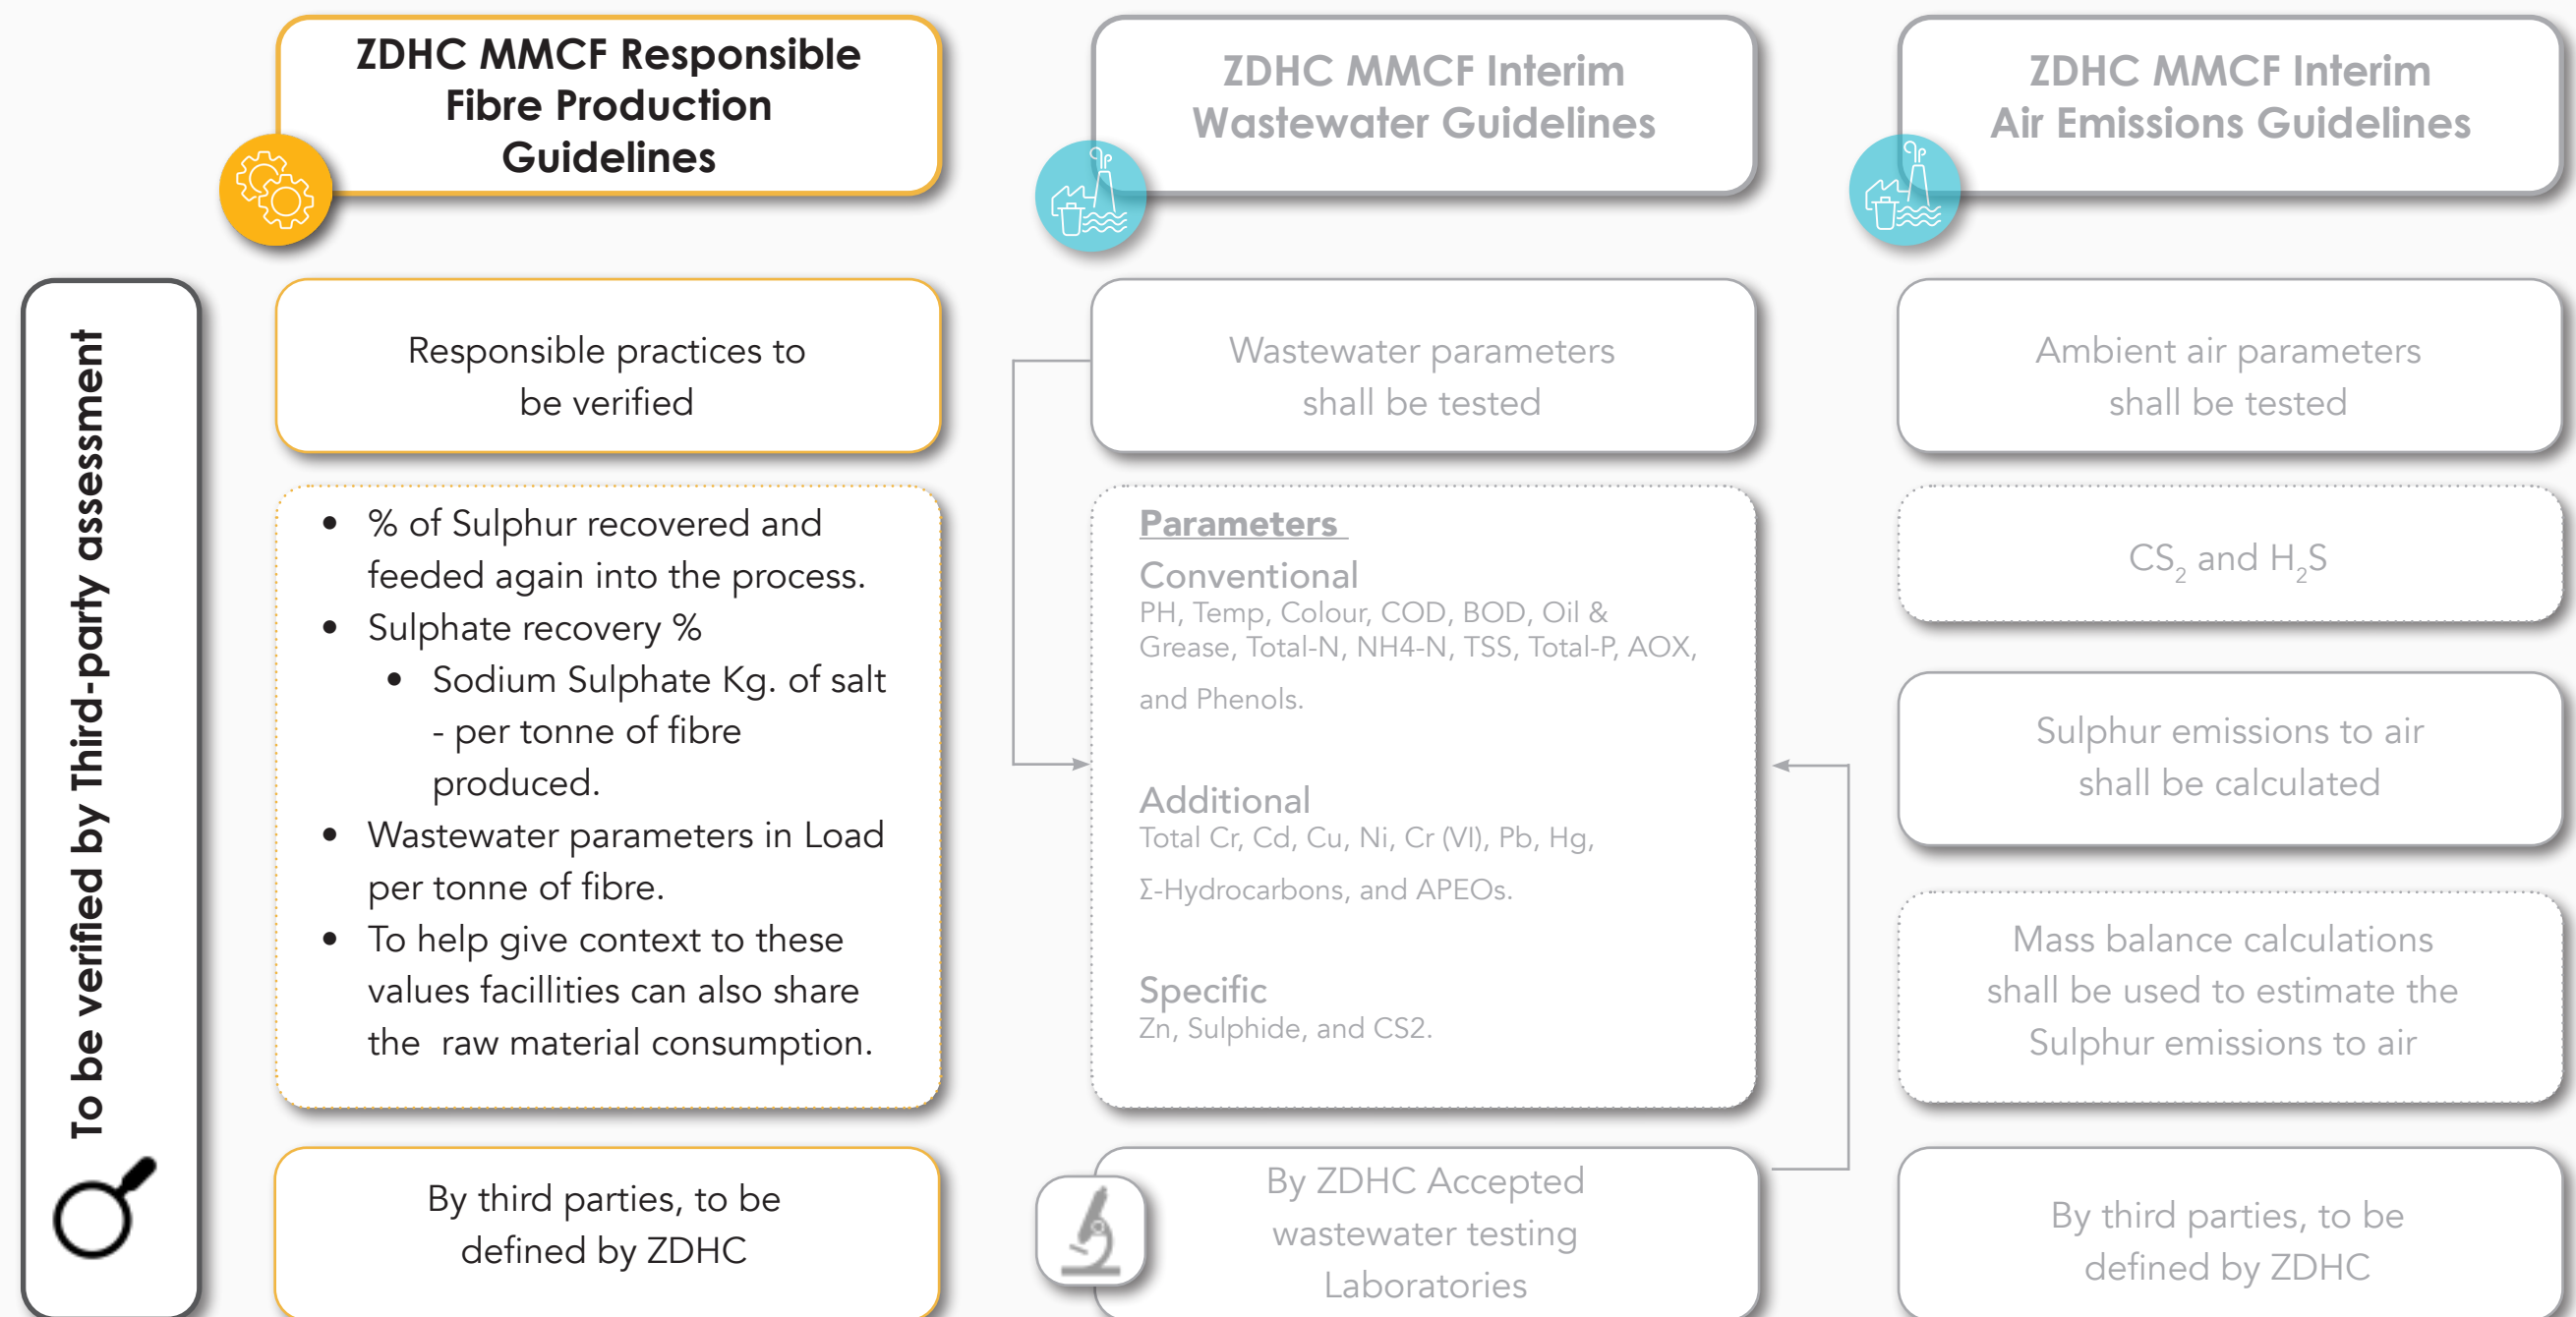 ZDHC MMCF Responsible
Fibre Production
Guidelines
ZDHC MMCF Interim
Wastewater Guidelines
ZDHC MMCF Interim
Air Emissions Guidelines
To be verified by Third-party assessment
Responsible practices to
be verified
• % of Sulphur recovered and
feeded again into the process.
• Sulphate recovery %
• Sodium Sulphate Kg. of salt
- per tonne of fibre
produced.
• Wastewater parameters in Load
per tonne of fibre.
• To help give context to these
values facillities can also share
the raw material consumption.
By third parties, to be
defined by ZDHC
Wastewater parameters
shall be tested
Parameters
Conventional
PH, Temp, Colour, COD, BOD, Oil &
Grease, Total-N, NH4-N, TSS, Total-P, AOX,
and Phenols.
Additional
Total Cr, Cd, Cu, Ni, Cr (VI), Pb, Hg,
Σ-Hydrocarbons, and APEOs.
Specific
Zn, Sulphide, and CS2.
By ZDHC Accepted
wastewater testing
Laboratories
Ambient air parameters
shall be tested
CS₂ and H₂S
Sulphur emissions to air
shall be calculated
Mass balance calculations
shall be used to estimate the
Sulphur emissions to air
By third parties, to be
defined by ZDHC